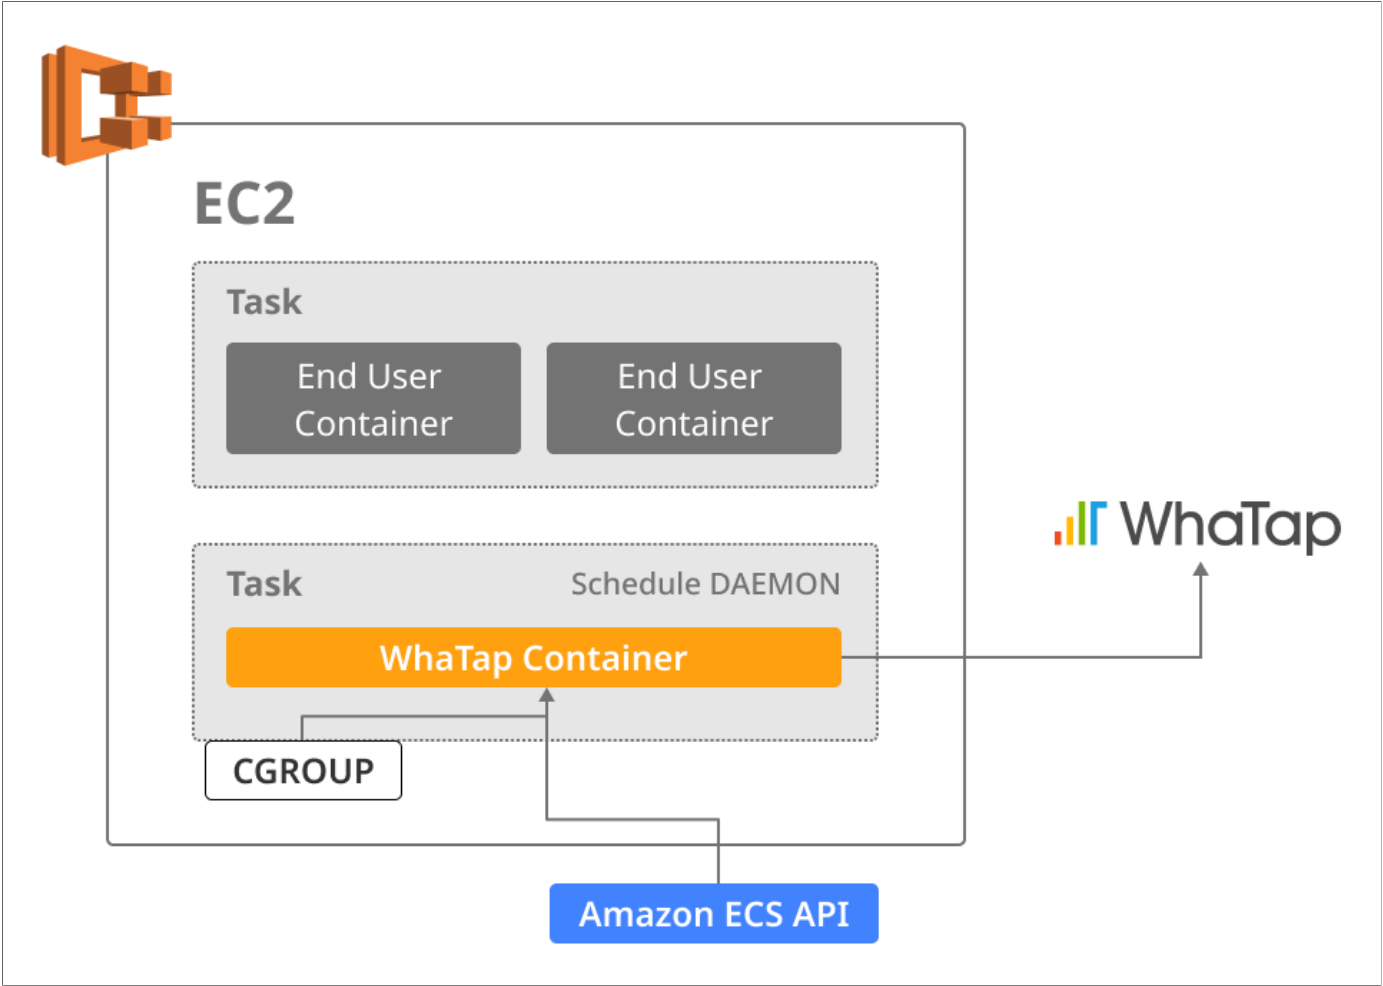 EC2
Task
End User
Container
End User
Container
Task
Schedule DAEMON
WhaTap Container
CGROUP
Amazon ECS API
WhaTap